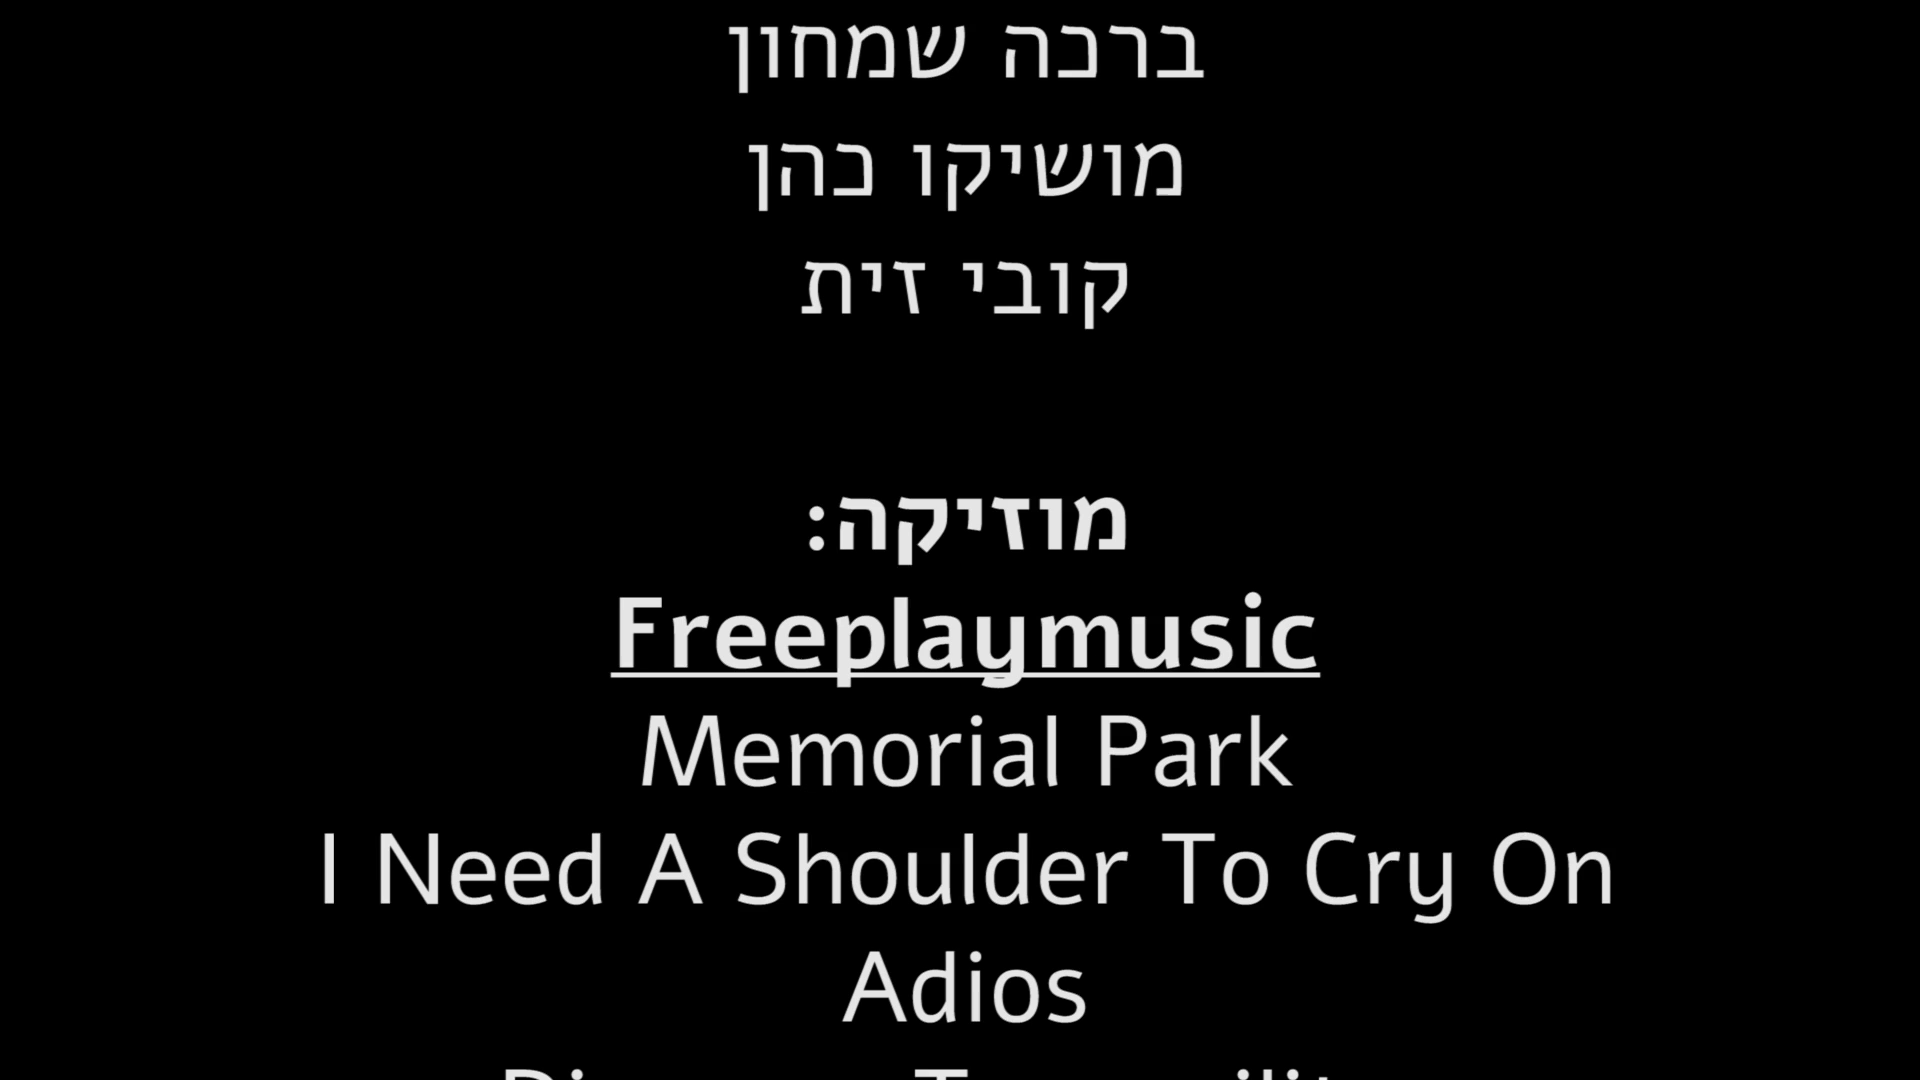 ברכה שמחון
מושיקו כהן
קובי זית
מוזיקה:
Freeplaymusic
Memorial Park
I Need A Shoulder To Cry On
Adios